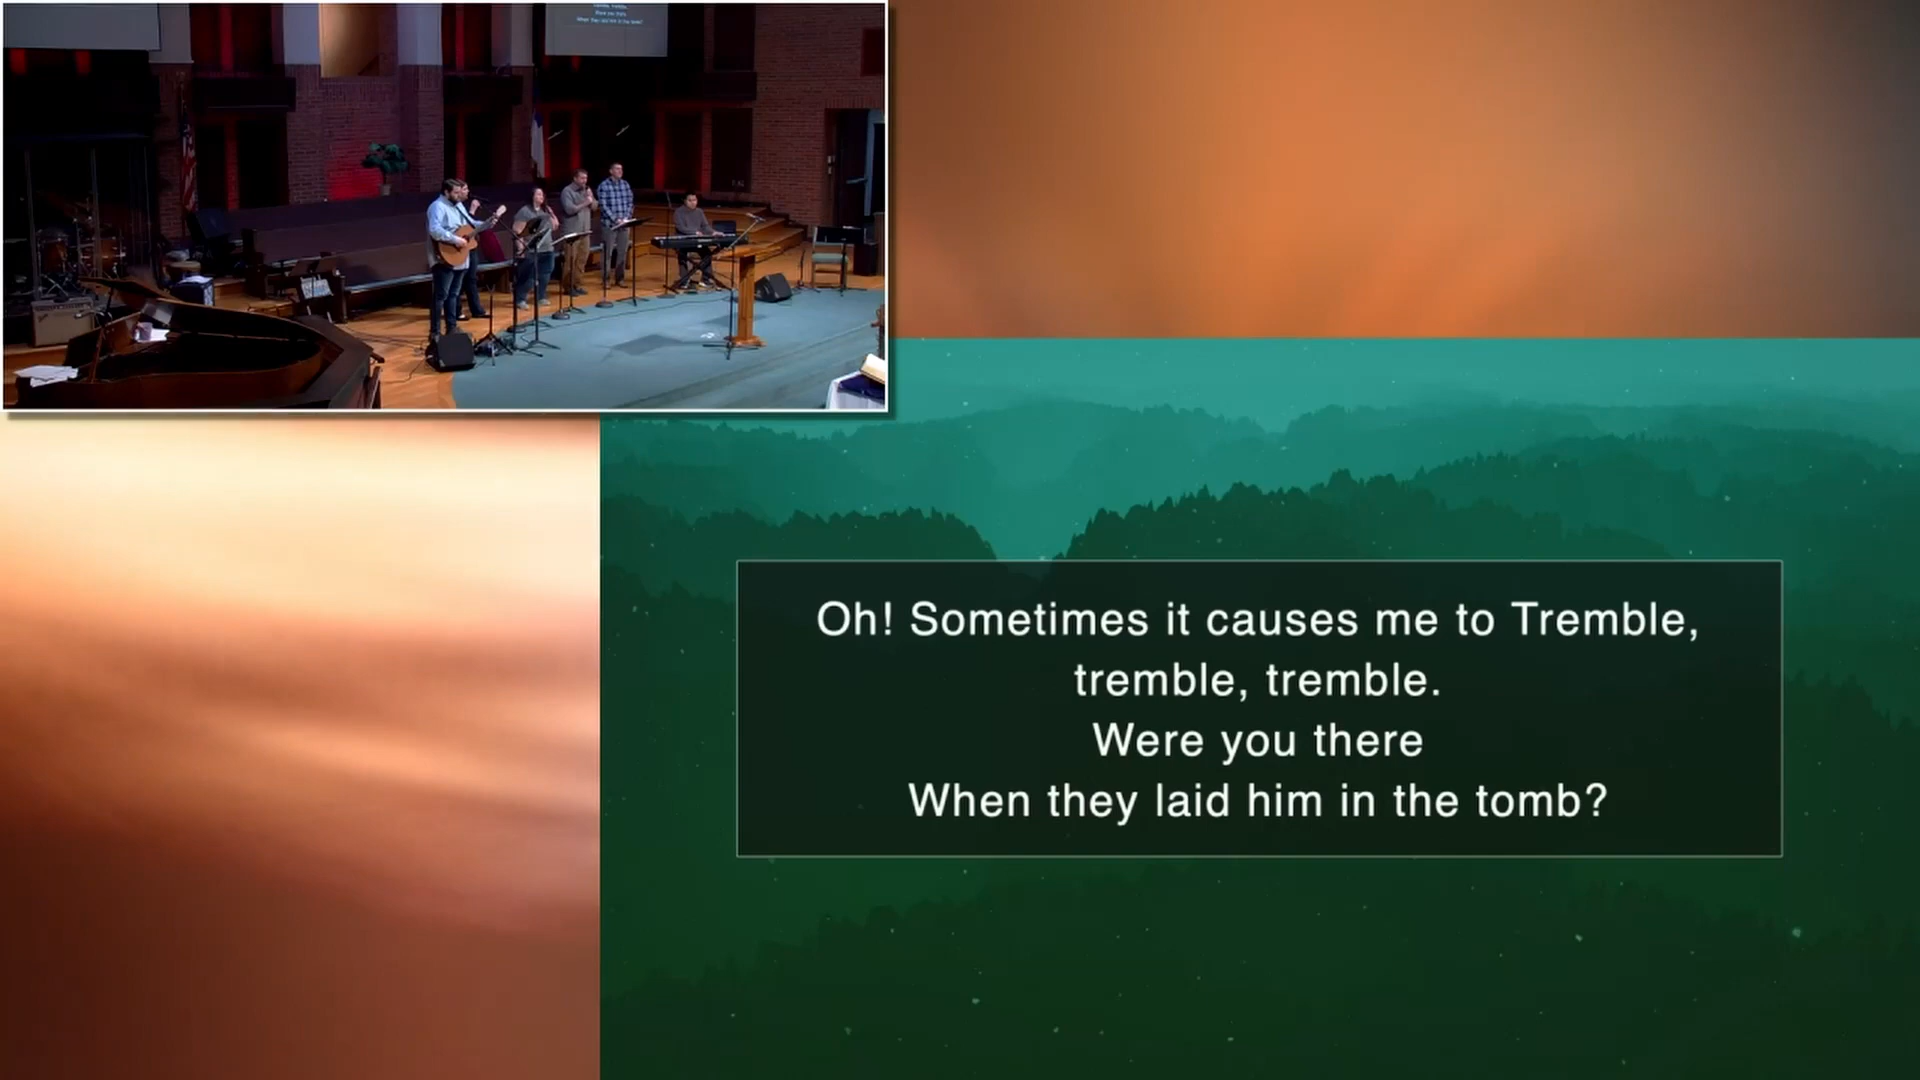 Oh! Sometimes it causes me to Tremble,
tremble, tremble.
Were you there
When they laid him in the tomb?